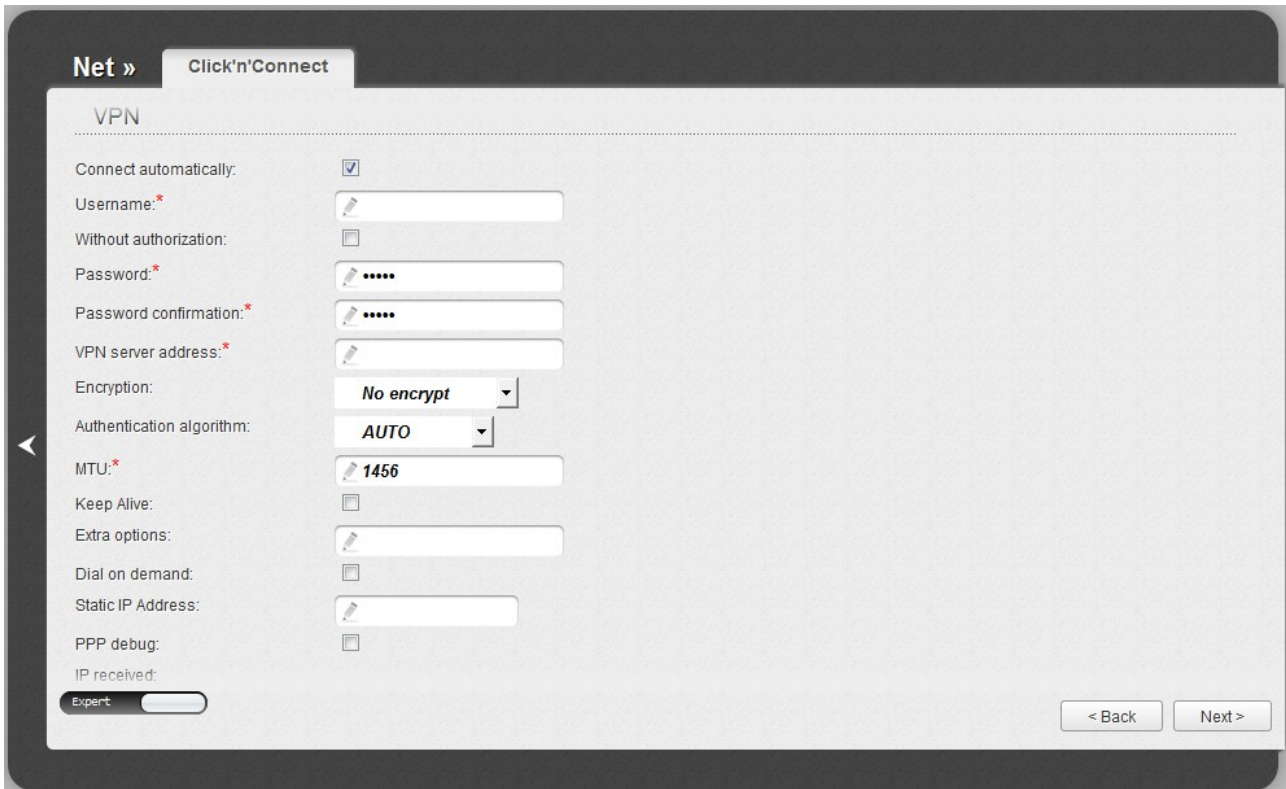 Net » Click'n'Connect
VPN
Connect automatically:
Username:*
Without authorization:
Password:* •••••
Password confirmation:* •••••
VPN server address:*
Encryption: No encrypt
Authentication algorithm: AUTO
MTU:* 1456
Keep Alive:
Extra options:
Dial on demand:
Static IP Address:
PPP debug:
IP received:
Expert
< Back Next >